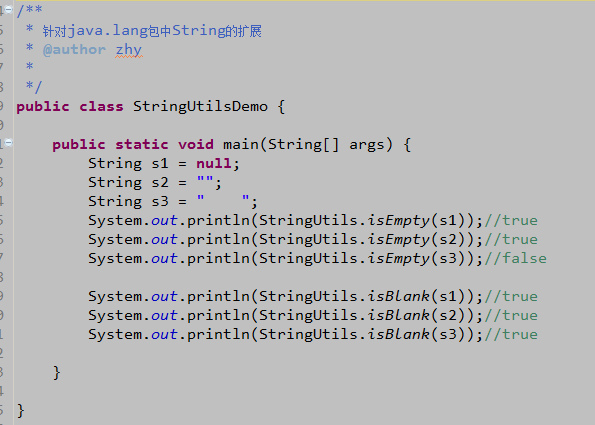 /**
 * 针对java.lang包中String的扩展
 * @author zhy
 *
 */
public class StringUtilsDemo {
    public static void main(String[] args) {
        String s1 = null;
        String s2 = "";
        String s3 = "    ";
        System.out.println(StringUtils.isEmpty(s1));//true
        System.out.println(StringUtils.isEmpty(s2));//true
        System.out.println(StringUtils.isEmpty(s3));//false
        System.out.println(StringUtils.isBlank(s1));//true
        System.out.println(StringUtils.isBlank(s2));//true
        System.out.println(StringUtils.isBlank(s3));//true
    }
}